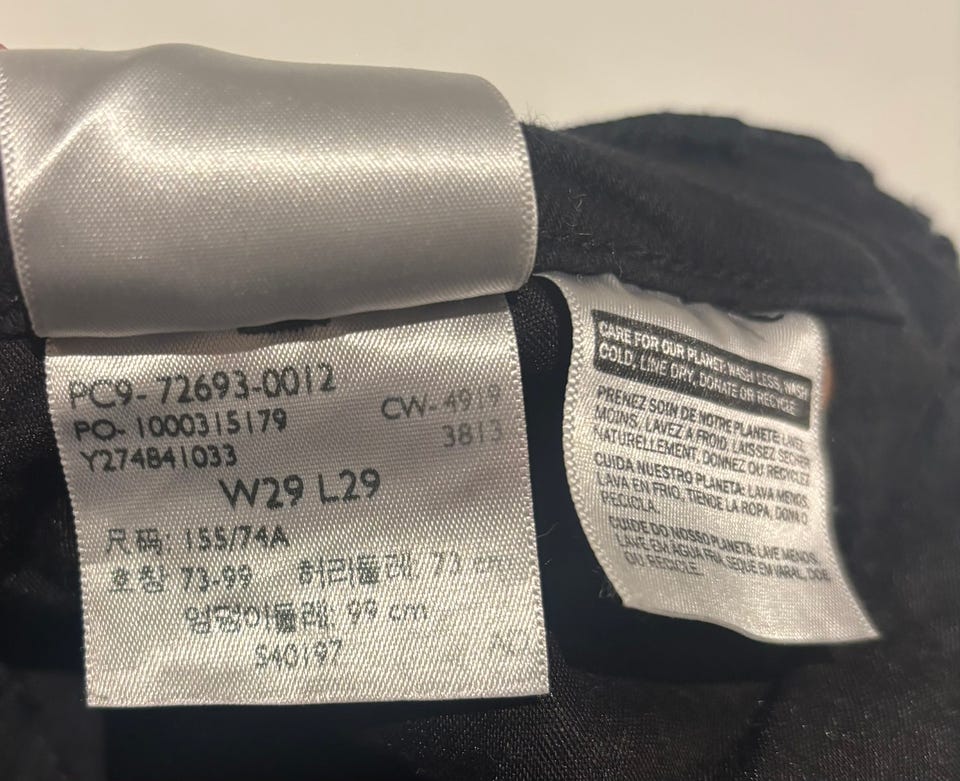 PC9-72693-0012
PO-1000315179
CW-4919
Y274841033
3813
W29 L29
尺码: 155/74A
호칭 73-99 허리둘레: 73 cm
엉덩이둘레: 99 cm
S40197
CARE FOR OUR PLANET: WASH LESS, WASH
COLD, LINE DRY, DONATE OR RECYCLE
PRENEZ SOIN DE NOTRE PLANETE: LAVEZ
MOINS, LAVEZ À FROID, LAISSEZ SÉCHER
NATURELLEMENT, DONNEZ OU RECYCLEZ
CUIDA NUESTRO PLANETA: LAVA MENOS,
LAVA EN FRIO, TIENDE LA ROPA, DONA O
RECICLA.
CUIDE DO NOSSO PLANETA: LAVE MENOS,
LAVE EM AGUA FRIA, SEQUE EM VARAL, DOE
OU RECICLE.